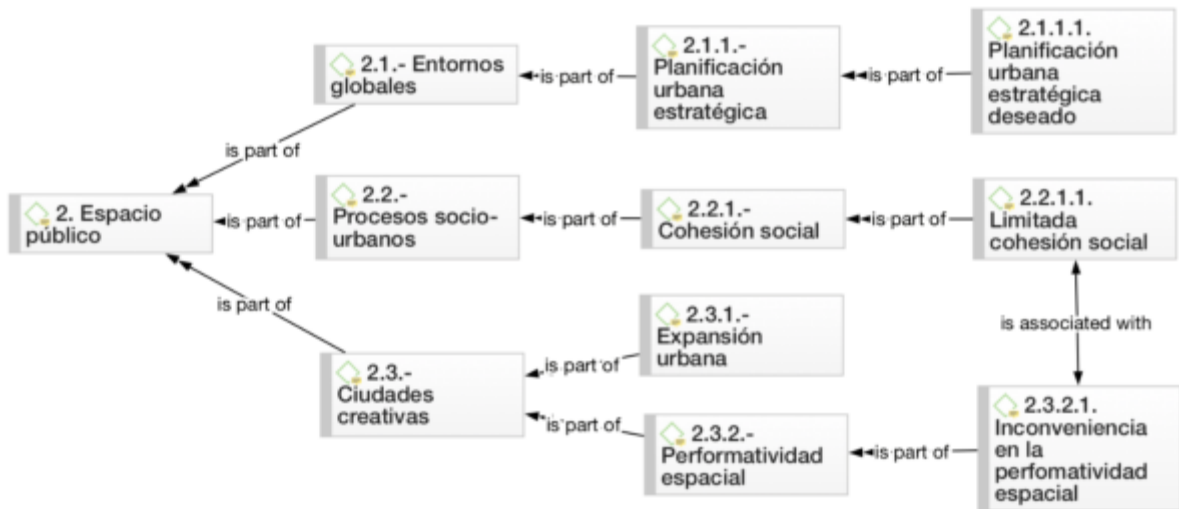 2.1.- Entornos
globales
is part of
2.1.1.-
Planificación
urbana
estratégica
is part of
2.1.1.1.
Planificación
urbana
estratégica
deseado
is part of
2. Espacio
público
is part of
2.2.-
Procesos socio-
urbanos
is part of
2.2.1.-
Cohesión social
is part of
2.2.1.1.
Limitada
cohesión social
is part of
2.3.-
Ciudades
creativas
is part of
2.3.1.-
Expansión
urbana
is part of
2.3.2.-
Performatividad
espacial
is part of
2.3.2.1.
Inconveniencia
en la
perfomatividad
espacial
is associated with